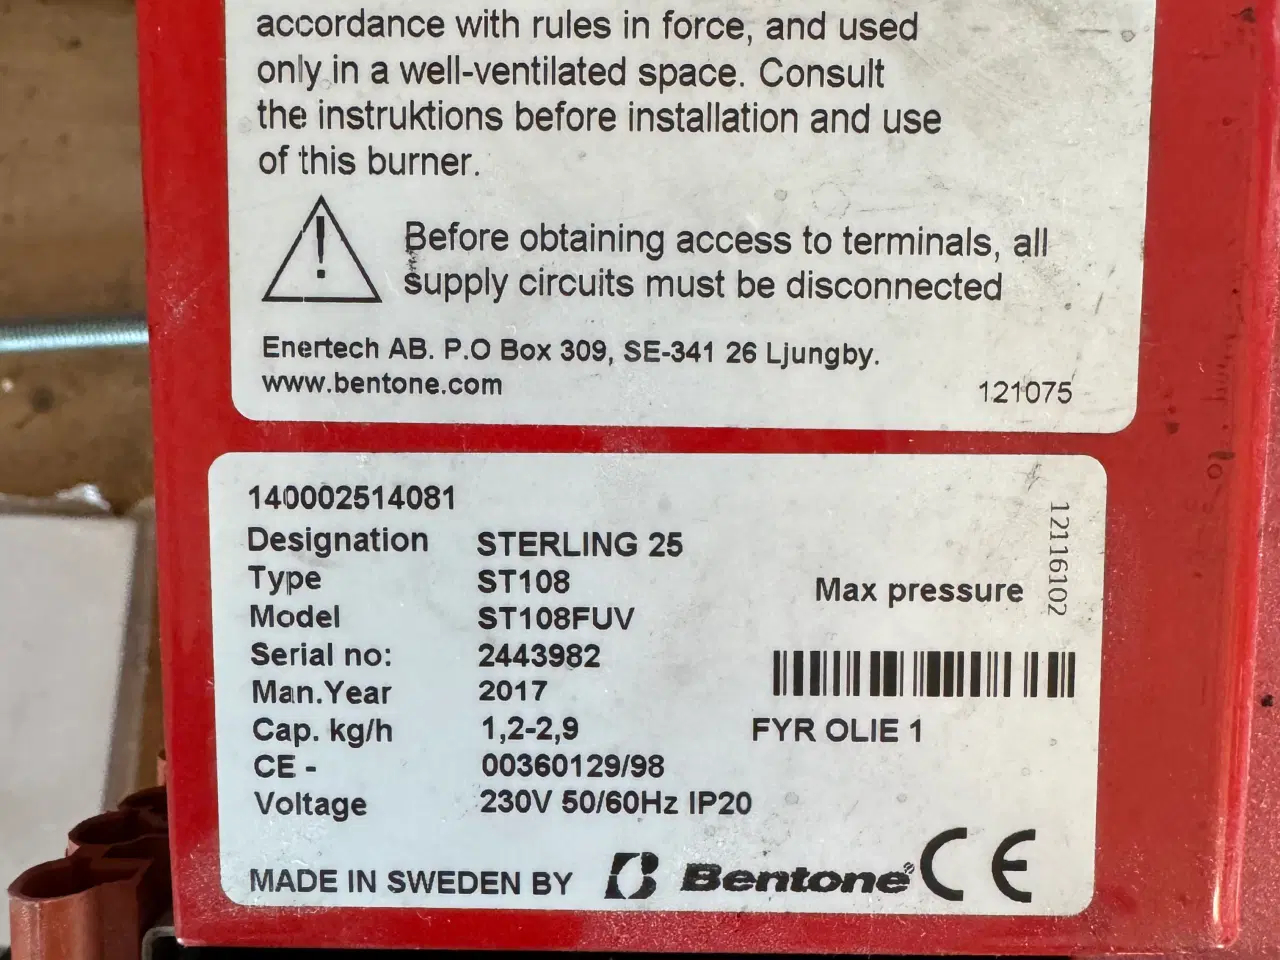 accordance with rules in force, and used
only in a well-ventilated space. Consult
the instruktions before installation and use
of this burner.
Before obtaining access to terminals, all
supply circuits must be disconnected
Enertech AB. P.O Box 309, SE-341 26 Ljungby.
www.bentone.com
121075
140002514081
Designation STERLING 25
Type ST108
Model ST108FUV
Serial no: 2443982
Man.Year 2017
Cap. kg/h 1,2-2,9
CE - 00360129/98
Voltage 230V 50/60Hz IP20
Max pressure
12116102
FYR OLIE 1
MADE IN SWEDEN BY Bentone® CE